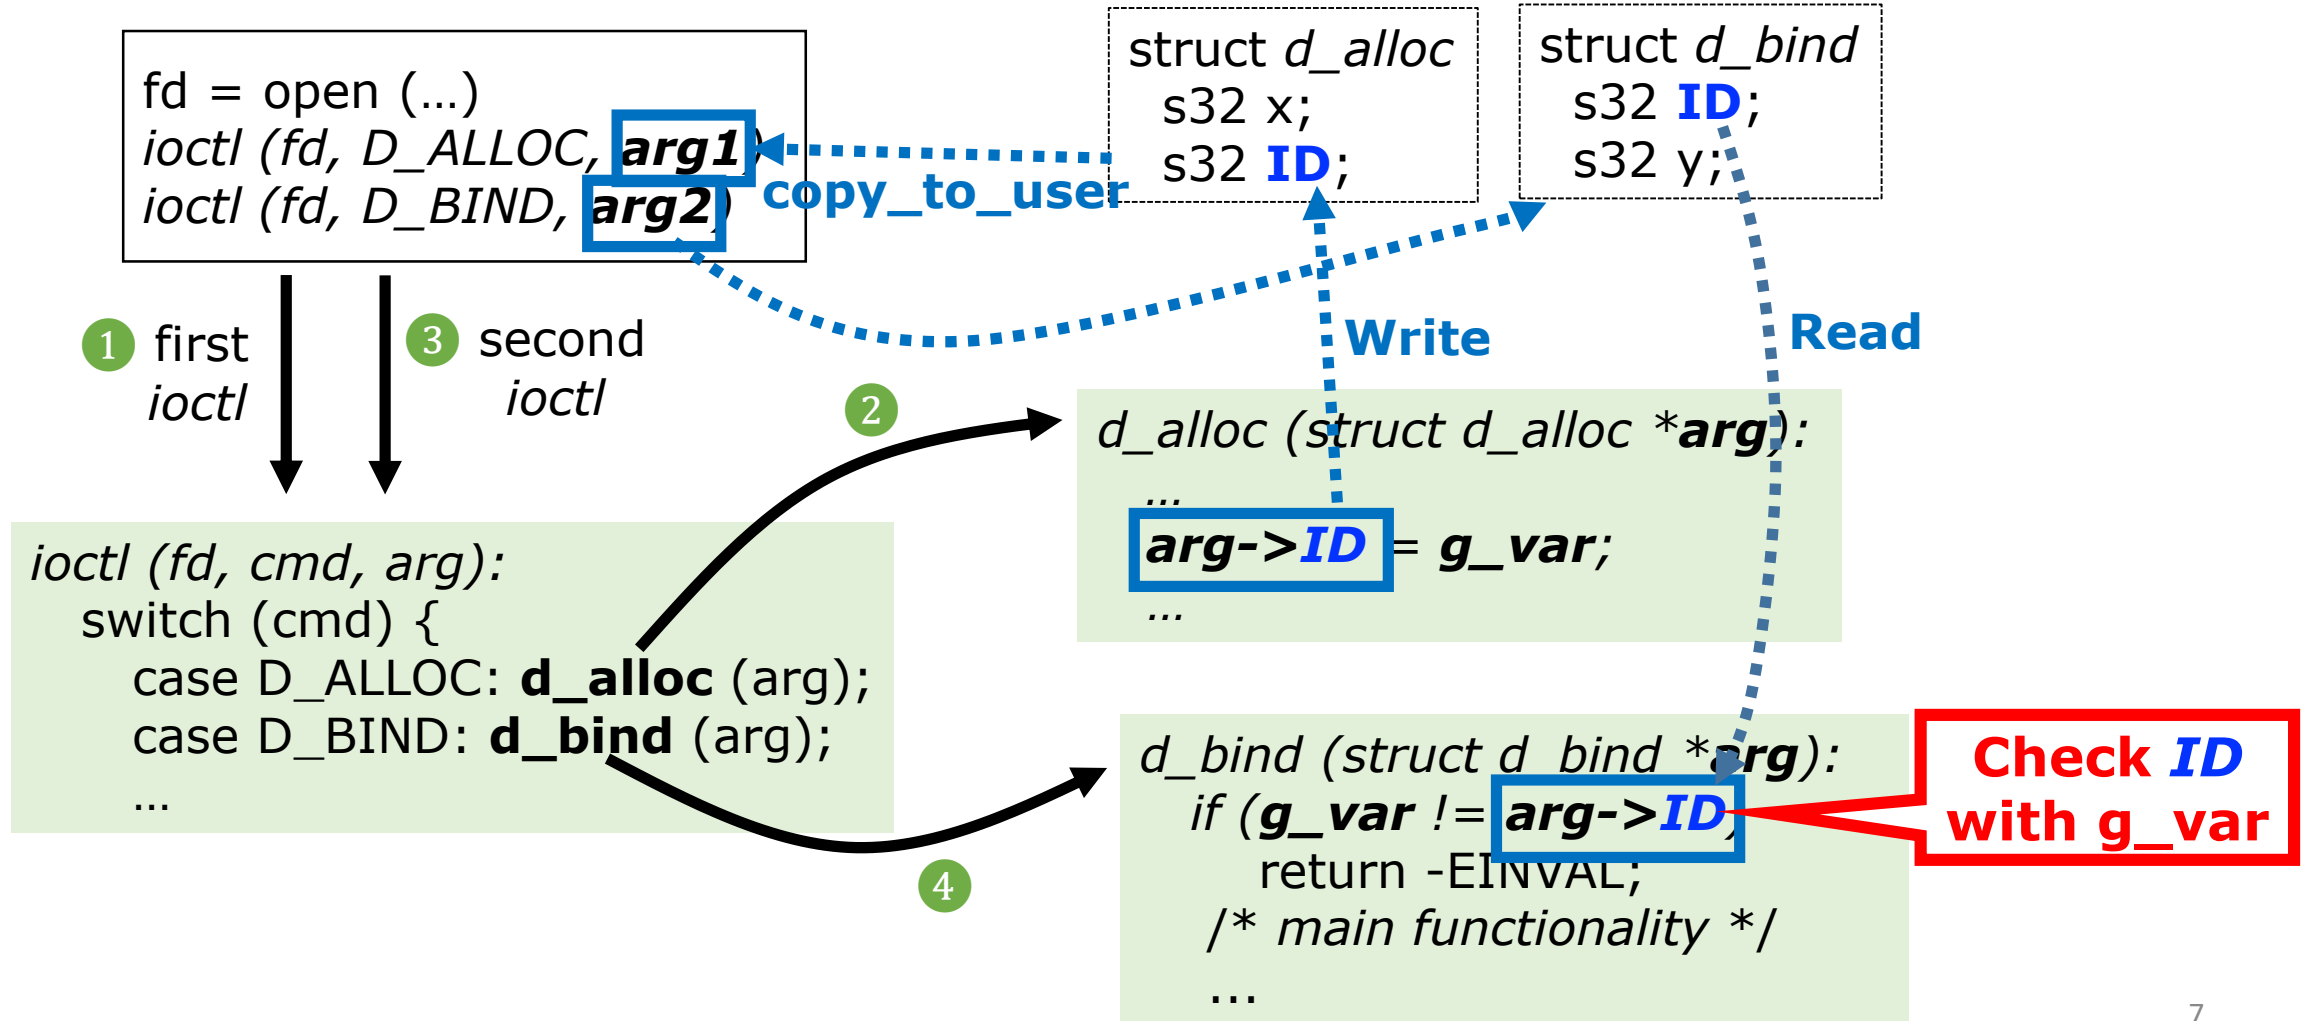 fd = open (…)
ioctl (fd, D_ALLOC, arg1)
ioctl (fd, D_BIND, arg2)
copy_to_user
struct d_alloc
s32 x;
s32 ID;
struct d_bind
s32 ID;
s32 y;
1 first
ioctl
3 second
ioctl
2
Write
Read
ioctl (fd, cmd, arg):
switch (cmd) {
case D_ALLOC: d_alloc (arg);
case D_BIND: d_bind (arg);
…
d_alloc (struct d_alloc *arg):
…
arg->ID = g_var;
…
4
d_bind (struct d_bind *arg):
if (g_var != arg->ID)
return -EINVAL;
/* main functionality */
…
Check ID
with g_var
7